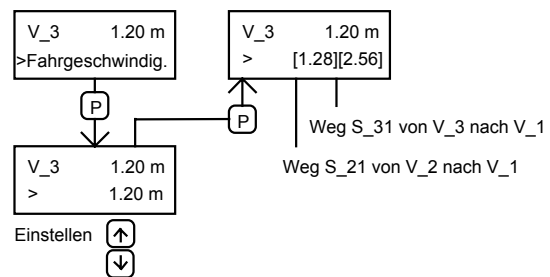 V_3 1.20 m
>Fahrgeschwindig.
P
V_3 1.20 m
> 1.20 m
Einstellen
V_3 1.20 m
> [1.28][2.56]
P
Weg S_31 von V_3 nach V_1
Weg S_21 von V_2 nach V_1